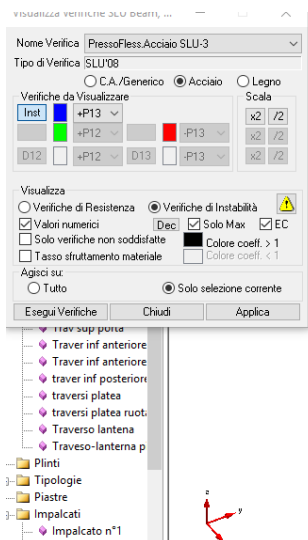 Visualizza Verifiche SLU Beam, ...
Nome Verifica PressoFless.Acciaio SLU-3
Tipo di Verifica SLU'08
C.A./Generico Acciaio Legno
Verifiche da Visualizzare Scala
Inst +P13 x2 /2
+P12 -P13 x2 /2
D12 +P12 D13 -P13 x2 /2
Visualizza
Verifiche di Resistenza Verifiche di Instabilità
Valori numerici Dec Solo Max EC
Solo verifiche non soddisfatte Colore coeff. > 1
Tasso sfruttamento materiale Colore coeff. < 1
Agisci su:
Tutto Solo selezione corrente
Esegui Verifiche Chiudi Applica
Trav sup porta
Traver inf anteriore
Traver inf anteriore
traver inf posteriore
traversi platea
traversi platea ruota
Traverso lantena
Traveso-lanterna p
Plinti
Tipologie
Piastre
Impalcati
Impalcato n°1
z
y